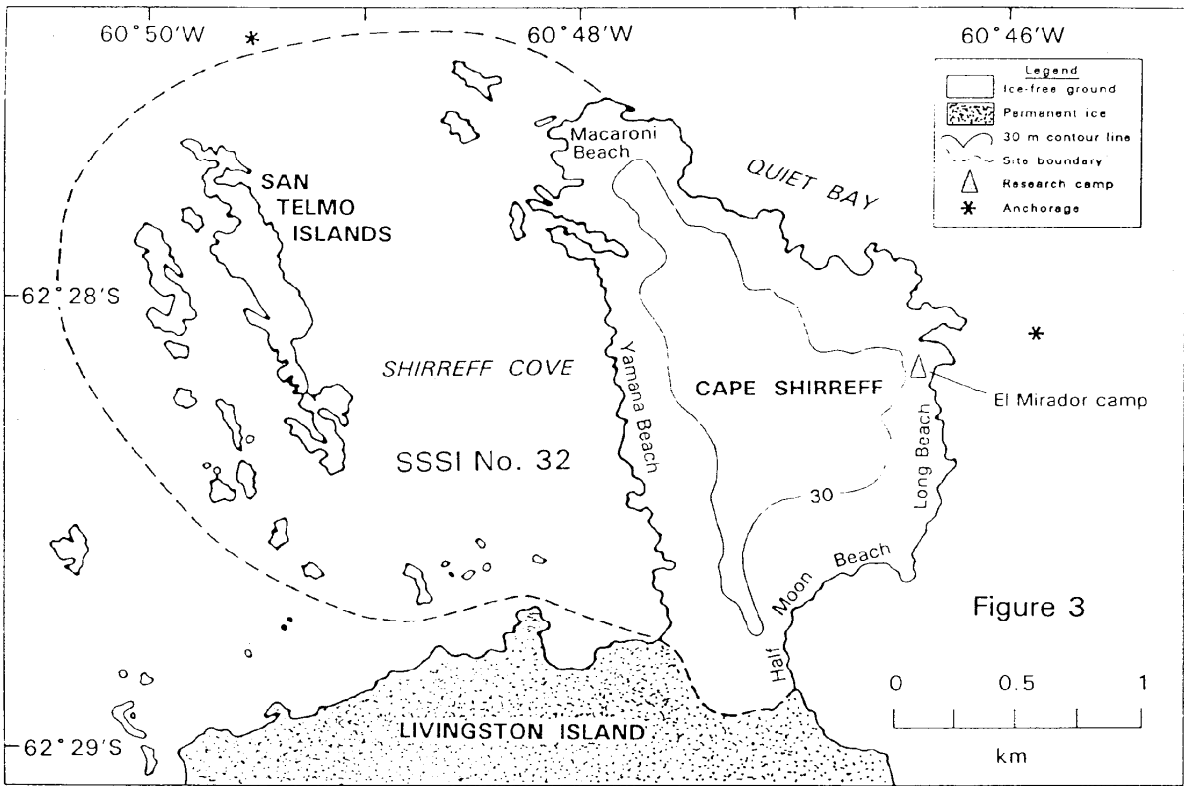 60°50'W
60°48'W
60°46'W
Legend
Ice-free ground
Permanent ice
30 m contour line
Site boundary
Research camp
Anchorage
Macaroni
Beach
QUIET BAY
SAN
TELMO
ISLANDS
62°28'S
SHIRREFF COVE
Yamana Beach
CAPE SHIRREFF
El Mirador camp
Long Beach
SSSI No. 32
30
Half Moon Beach
Figure 3
0 0.5 1
km
LIVINGSTON ISLAND
62°29'S